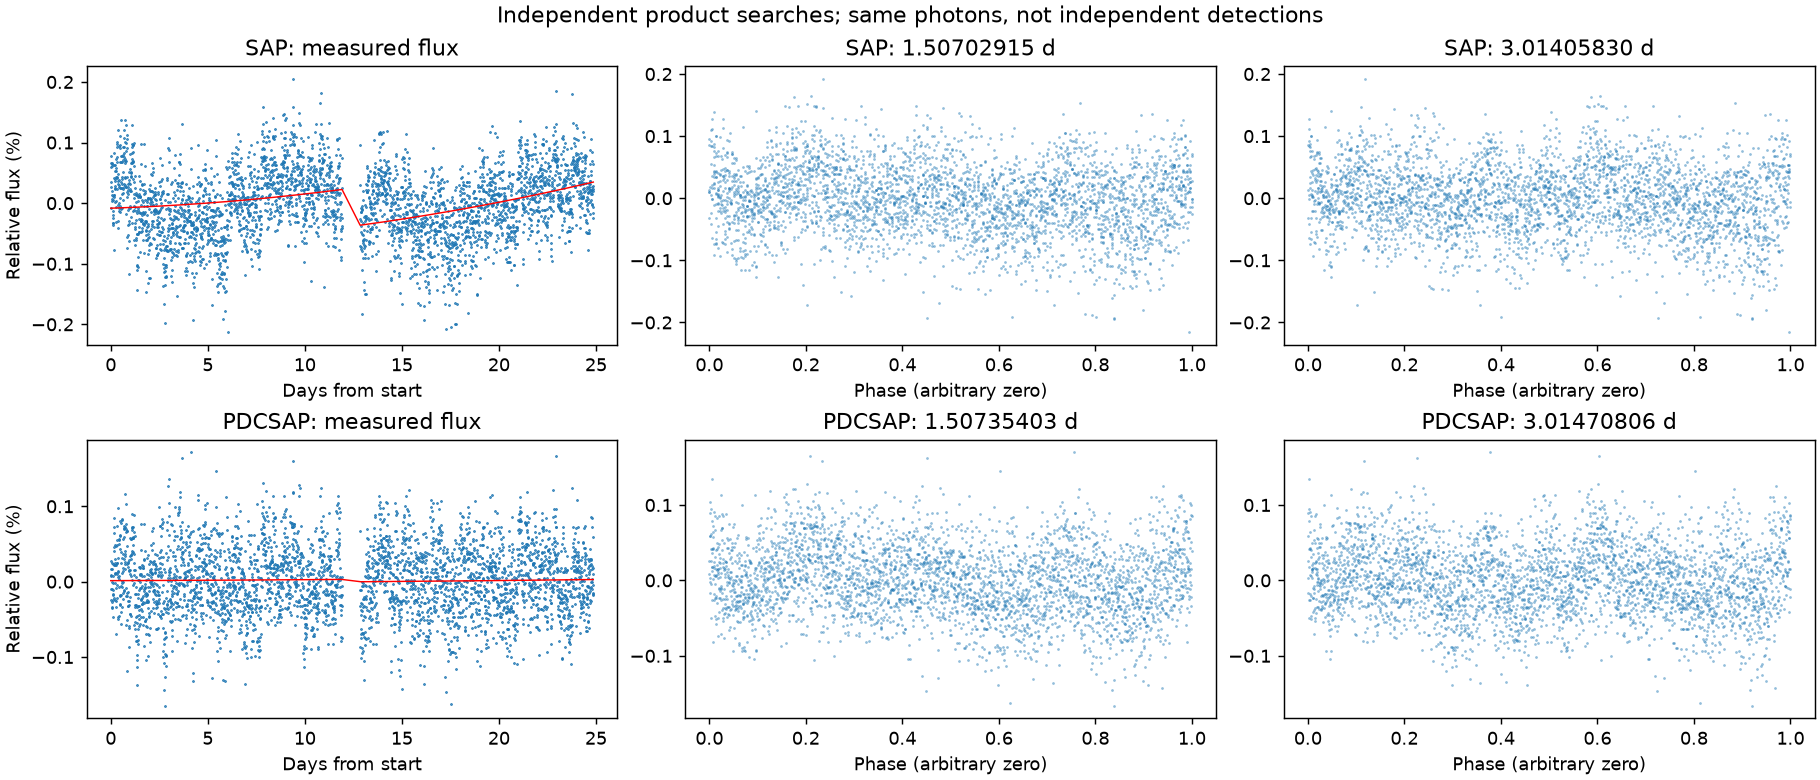 Independent product searches; same photons, not independent detections
SAP: measured flux
SAP: 1.50702915 d
SAP: 3.01405830 d
Relative flux (%)
0.2
0.1
0.0
−0.1
−0.2
0 5 10 15 20 25
Days from start
0.2
0.1
0.0
−0.1
−0.2
0.0 0.2 0.4 0.6 0.8 1.0
Phase (arbitrary zero)
0.2
0.1
0.0
−0.1
−0.2
0.0 0.2 0.4 0.6 0.8 1.0
Phase (arbitrary zero)
PDCSAP: measured flux
PDCSAP: 1.50735403 d
PDCSAP: 3.01470806 d
Relative flux (%)
0.1
0.0
−0.1
0 5 10 15 20 25
Days from start
0.1
0.0
−0.1
0.0 0.2 0.4 0.6 0.8 1.0
Phase (arbitrary zero)
0.1
0.0
−0.1
0.0 0.2 0.4 0.6 0.8 1.0
Phase (arbitrary zero)